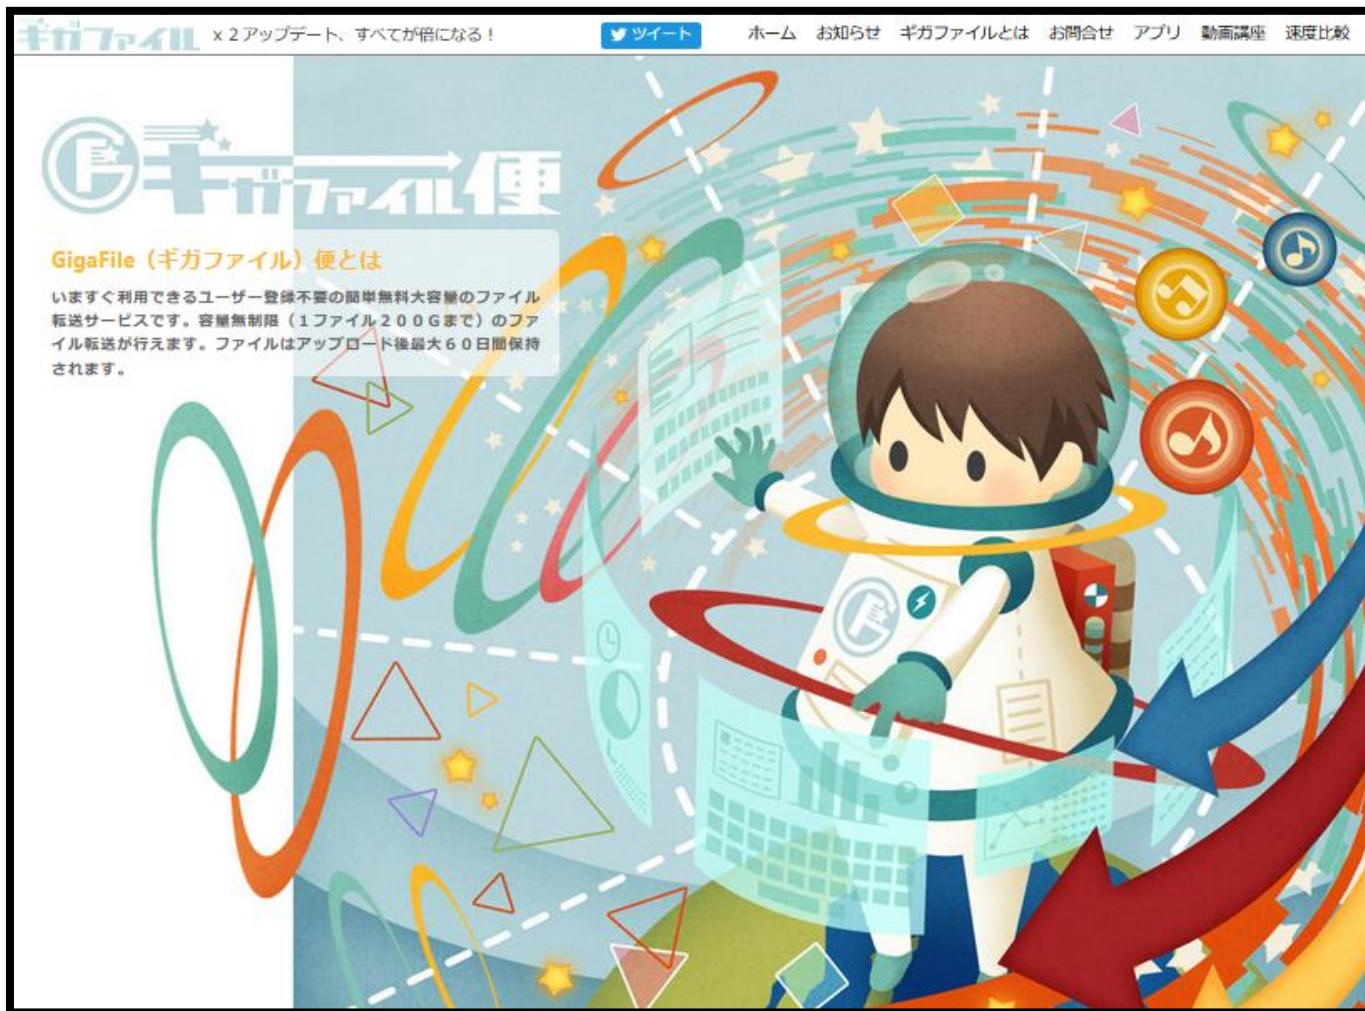 ギガファイル x2アップデート、すべてが倍になる！ ツイート ホーム お知らせ ギガファイルとは お問合せ アプリ 動画講座 速度比較
ギガファイル便
GigaFile（ギガファイル）便とは
いますぐ利用できるユーザー登録不要の簡単無料大容量のファイル
転送サービスです。容量無制限（1ファイル200Gまで）のファ
イル転送が行えます。ファイルはアップロード後最大60日間保持
されます。